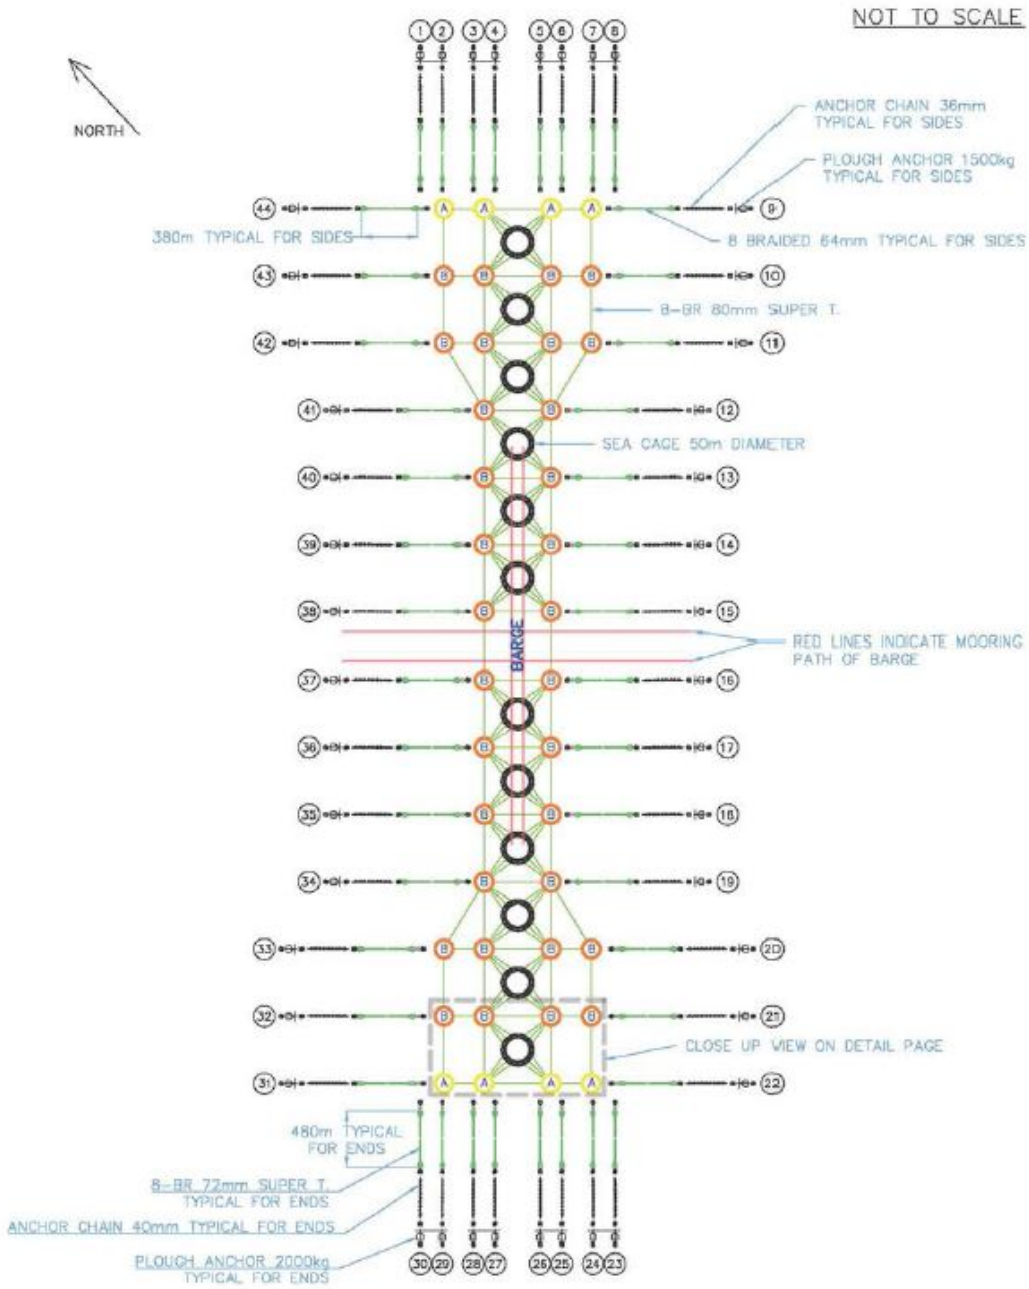 NOT TO SCALE
1 2 3 4 5 6 7 8
NORTH
ANCHOR CHAIN 36mm
TYPICAL FOR SIDES
PLOUGH ANCHOR 1500kg
TYPICAL FOR SIDES
44 A A A A 9
380m TYPICAL FOR SIDES
8 BRAIDED 64mm TYPICAL FOR SIDES
43 B B B B 10
8-BR 80mm SUPER T.
42 B B B B 11
41 B B 12
SEA CAGE 50m DIAMETER
40 B B 13
39 B B 14
38 B B 15
BARGE
RED LINES INDICATE MOORING
PATH OF BARGE
37 B B 16
36 B B 17
35 B B 18
34 B B 19
33 B B B B 20
32 B B B B 21
CLOSE UP VIEW ON DETAIL PAGE
31 A A A A 22
480m TYPICAL
FOR ENDS
8-BR 72mm SUPER T.
TYPICAL FOR ENDS
ANCHOR CHAIN 40mm TYPICAL FOR ENDS
PLOUGH ANCHOR 2000kg
TYPICAL FOR ENDS
30 29 28 27 26 25 24 23